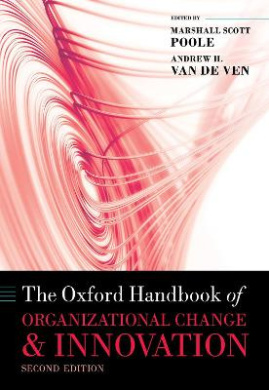 EDITED BY
MARSHALL SCOTT
POOLE
ANDREW H.
VAN DE VEN
The Oxford Handbook of
ORGANIZATIONAL CHANGE
& INNOVATION
SECOND EDITION